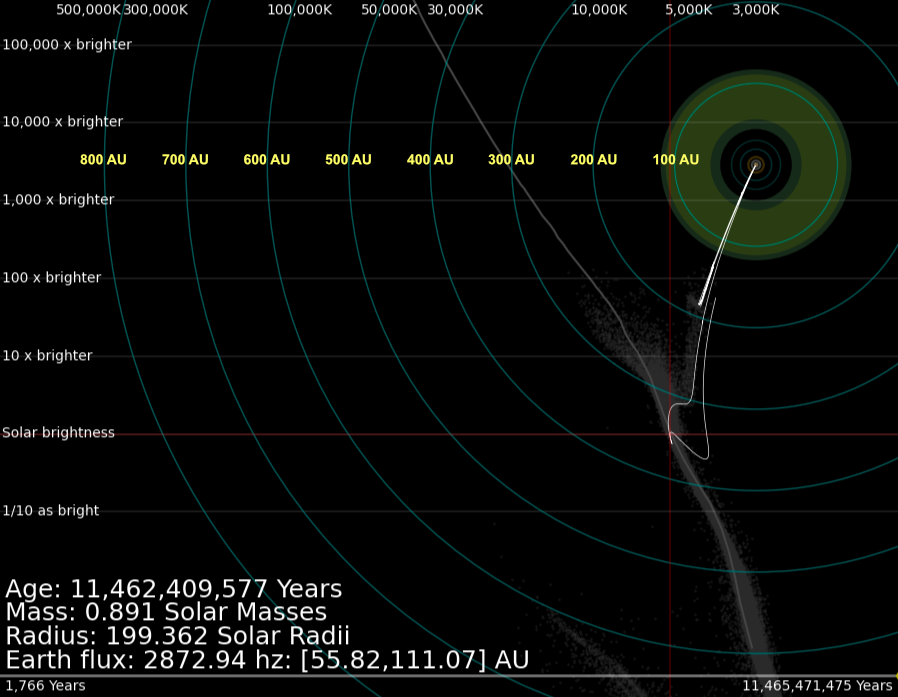 500,000K 300,000K 100,000K 50,000K 30,000K 10,000K 5,000K 3,000K
100,000 x brighter
10,000 x brighter
800 AU 700 AU 600 AU 500 AU 400 AU 300 AU 200 AU 100 AU
1,000 x brighter
100 x brighter
10 x brighter
Solar brightness
1/10 as bright
Age: 11,462,409,577 Years
Mass: 0.891 Solar Masses
Radius: 199.362 Solar Radii
Earth flux: 2872.94 hz: [55.82,111.07] AU
1,766 Years 11,465,471,475 Years